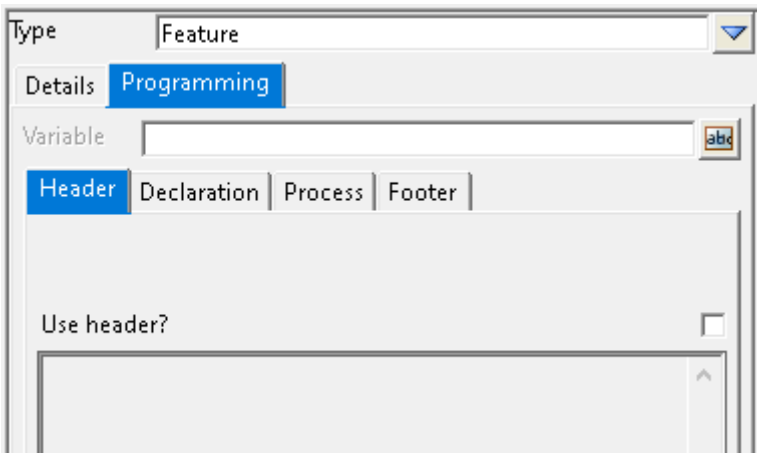 Type Feature
Details Programming
Variable abc
Header Declaration Process Footer
Use header?